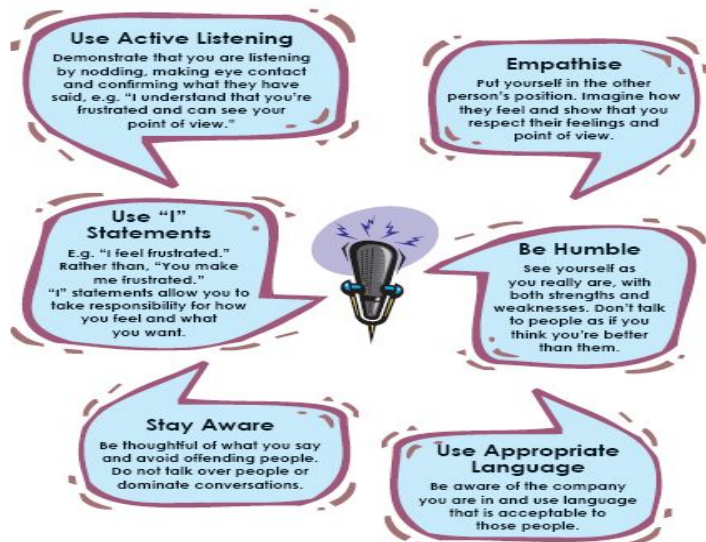 Use Active Listening
Demonstrate that you are listening
by nodding, making eye contact
and confirming what they have
said, e.g. “I understand that you’re
frustrated and can see your
point of view.”
Empathise
Put yourself in the other
person’s position. Imagine how
they feel and show that you
respect their feelings and
point of view.
Use “I”
Statements
E.g. “I feel frustrated.”
Rather than, “You make
me frustrated.”
“I” statements allow you to
take responsibility for how
you feel and what
you want.
Be Humble
See yourself as
you really are, with
both strengths and
weaknesses. Don’t talk
to people as if you
think you’re better
than them.
Stay Aware
Be thoughtful of what you say
and avoid offending people.
Do not talk over people or
dominate conversations.
Use Appropriate
Language
Be aware of the company
you are in and use language
that is acceptable to
those people.